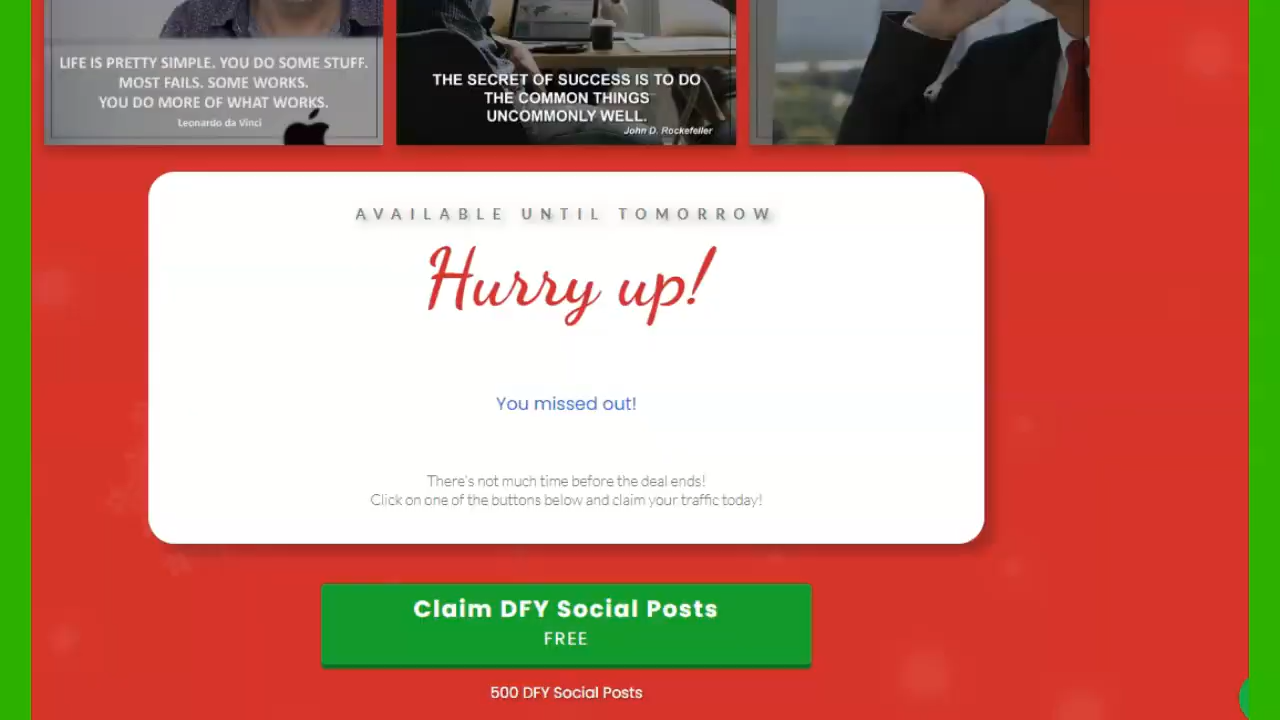 LIFE IS PRETTY SIMPLE. YOU DO SOME STUFF.
MOST FAILS. SOME WORKS.
YOU DO MORE OF WHAT WORKS.
Leonardo da Vinci
THE SECRET OF SUCCESS IS TO DO
THE COMMON THINGS
UNCOMMONLY WELL.
John D. Rockefeller
AVAILABLE UNTIL TOMORROW
Hurry up!
You missed out!
There's not much time before the deal ends!
Click on one of the buttons below and claim your traffic today!
Claim DFY Social Posts
FREE
500 DFY Social Posts